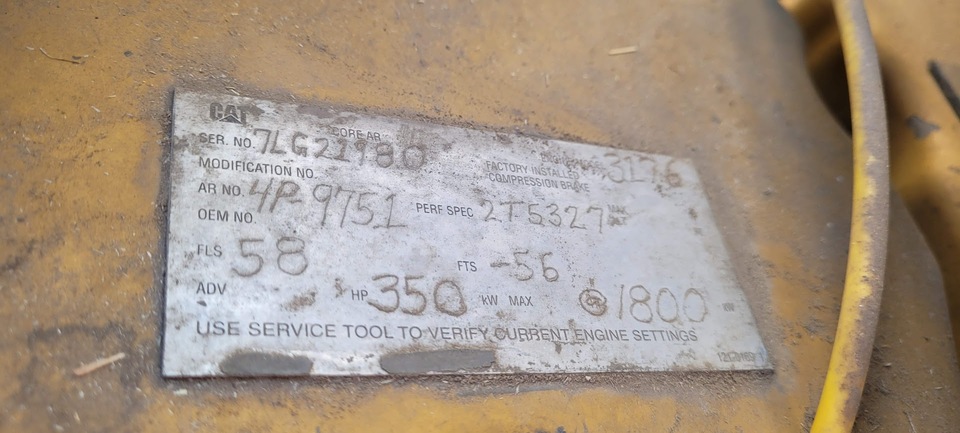 CAT
CORE AR
SER. NO. 7LG21980 3176
MODIFICATION NO. FACTORY INSTALLED
COMPRESSION BRAKE
AR NO. 4P-9751 PERF SPEC 2T5327
OEM NO.
FLS 58 FTS -56
ADV HP 350 KW MAX 1800
USE SERVICE TOOL TO VERIFY CURRENT ENGINE SETTINGS